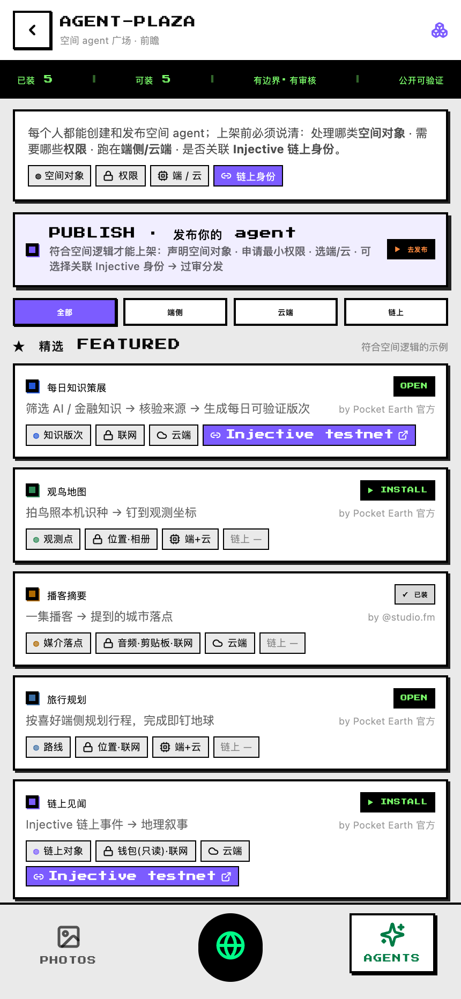 AGENT-PLAZA
空间 agent 广场 · 前瞻
已装 5 可装 5 有边界·有审核 公开可验证
每个人都能创建和发布空间 agent；上架前必须说清：处理哪类空间对象 · 需
要哪些权限 · 跑在端侧/云端 · 是否关联 Injective 链上身份。
空间对象 权限 端 / 云 链上身份
PUBLISH · 发布你的 agent
符合空间逻辑才能上架：声明空间对象 · 申请最小权限 · 选端/云 · 可
选择关联 Injective 身份 → 过审分发
▶ 去发布
全部 端侧 云端 链上
★ 精选 FEATURED 符合空间逻辑的示例
每日知识策展 OPEN
筛选 AI / 金融知识 → 核验来源 → 生成每日可验证版次 by Pocket Earth 官方
知识版次 联网 云端 Injective testnet
观鸟地图 ▶ INSTALL
拍鸟照本机识种 → 钉到观测坐标 by Pocket Earth 官方
观测点 位置·相册 端+云 链上 —
播客摘要 ✓ 已装
一集播客 → 提到的城市落点 by @studio.fm
媒介落点 音频·剪贴板·联网 云端 链上 —
旅行规划 OPEN
按喜好端侧规划行程，完成即钉地球 by Pocket Earth 官方
路线 位置·联网 端+云 链上 —
链上见闻 ▶ INSTALL
Injective 链上事件 → 地理叙事 by Pocket Earth 官方
链上对象 钱包(只读)·联网 云端
Injective testnet
PHOTOS AGENTS